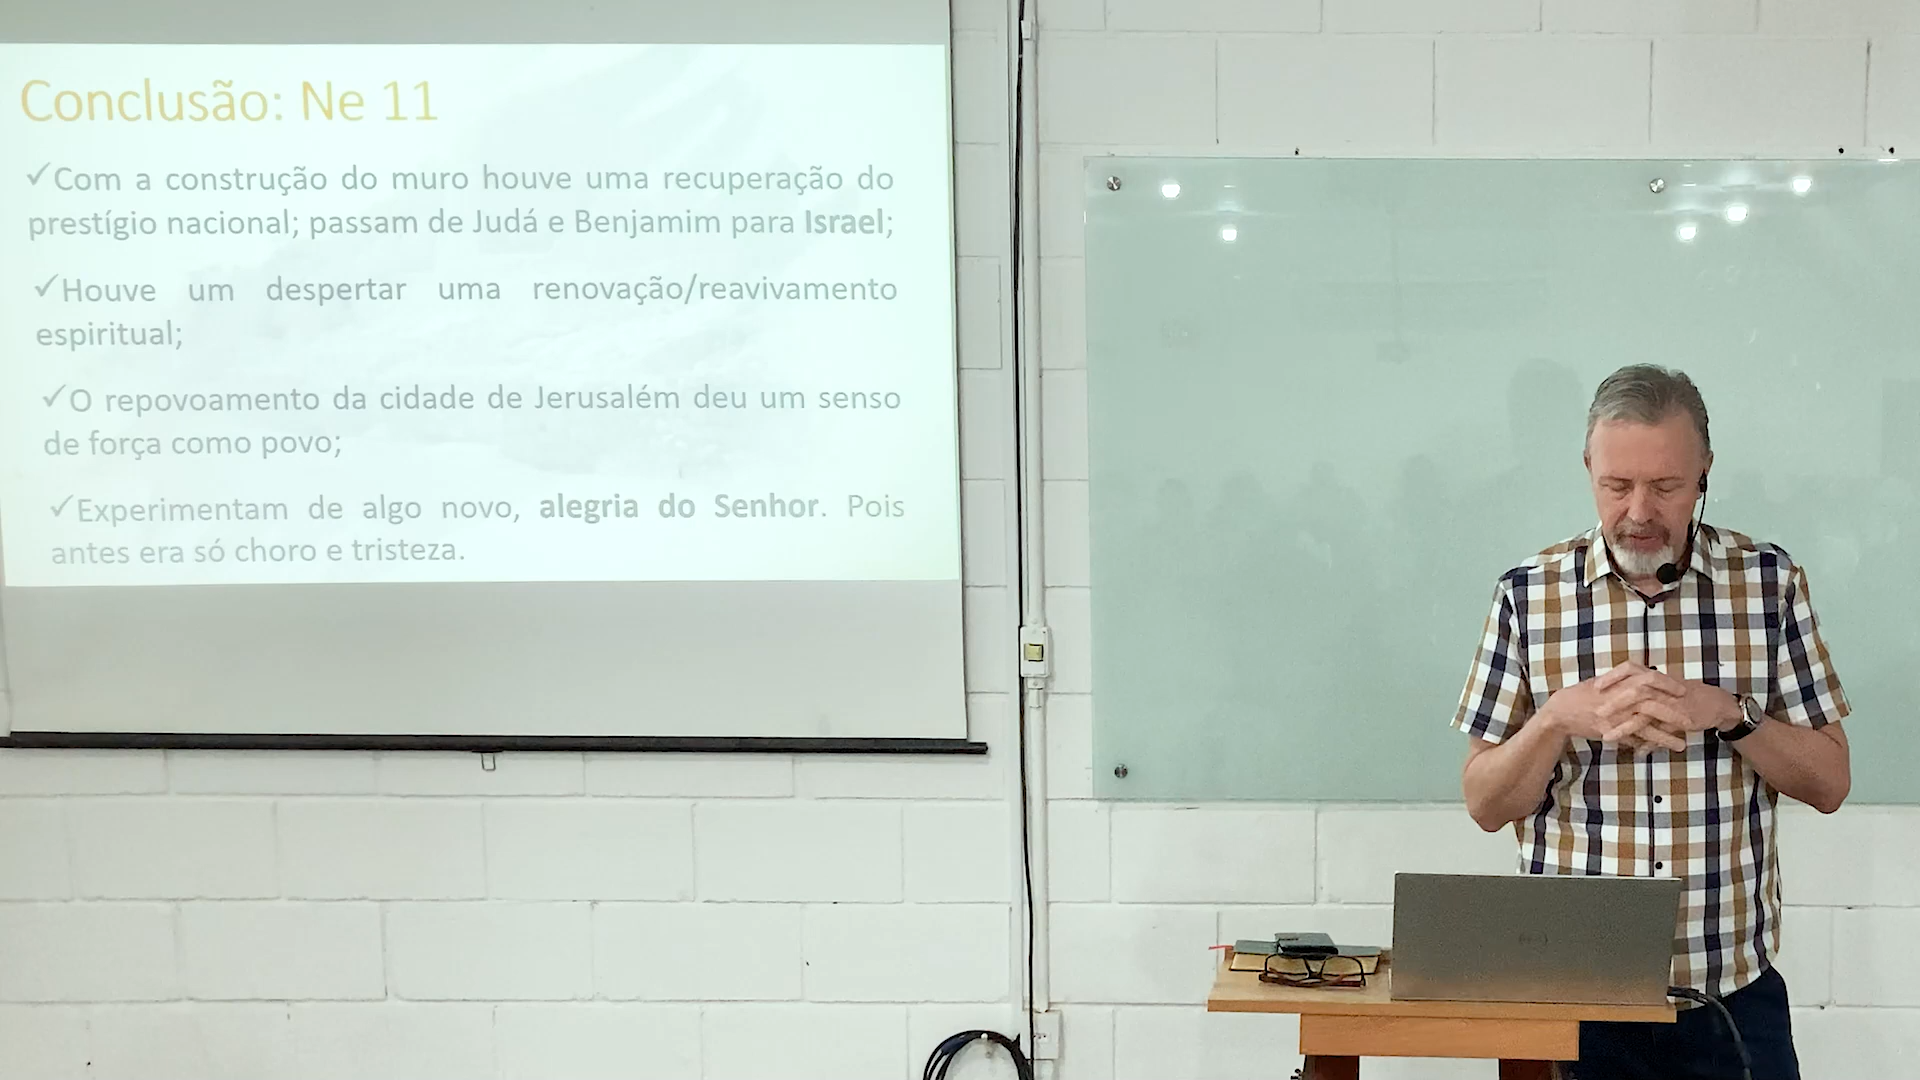 Conclusão: Ne 11
✓Com a construção do muro houve uma recuperação do
prestígio nacional; passam de Judá e Benjamim para Israel;
✓Houve um despertar uma renovação/reavivamento
espiritual;
✓O repovoamento da cidade de Jerusalém deu um senso
de força como povo;
✓Experimentam de algo novo, alegria do Senhor. Pois
antes era só choro e tristeza.